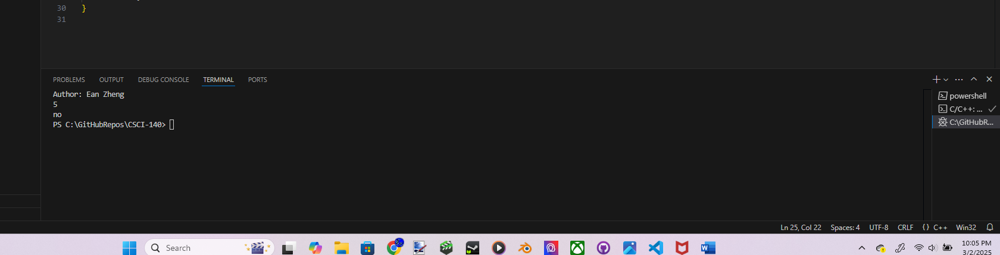 30 }
31
PROBLEMS OUTPUT DEBUG CONSOLE TERMINAL PORTS
Author: Ean Zheng
5
no
PS C:\GitHubRepos\CSCI-140>
powershell
C/C++: ...
C:\GitHubR...
Ln 25, Col 22 Spaces: 4 UTF-8 CRLF {} C++ Win32
Search
10:05 PM
3/2/2025